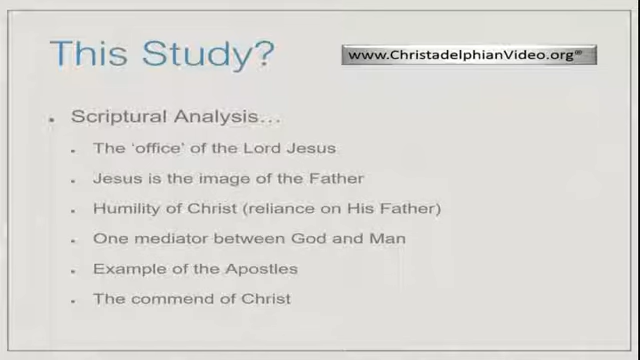 This Study?
www.ChristadelphianVideo.org®
Scriptural Analysis…
The ‘office’ of the Lord Jesus
Jesus is the image of the Father
Humility of Christ (reliance on His Father)
One mediator between God and Man
Example of the Apostles
The commend of Christ